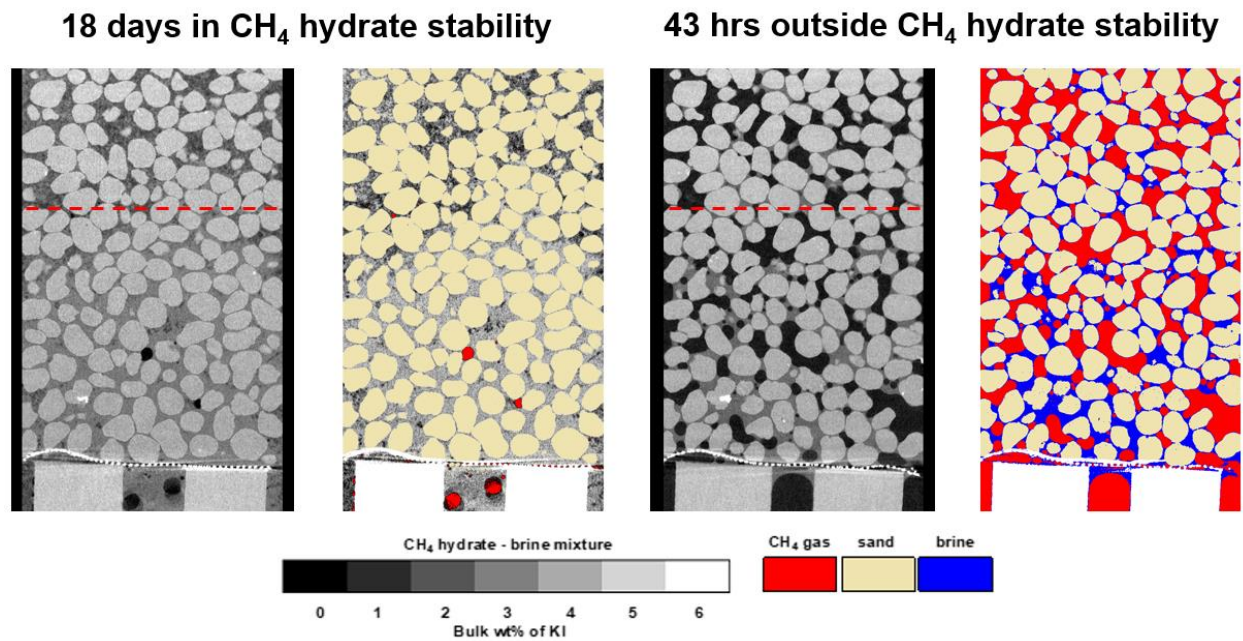 18 days in CH₄ hydrate stability
43 hrs outside CH₄ hydrate stability
CH₄ hydrate - brine mixture
0 1 2 3 4 5 6
Bulk wt% of KI
CH₄ gas sand brine